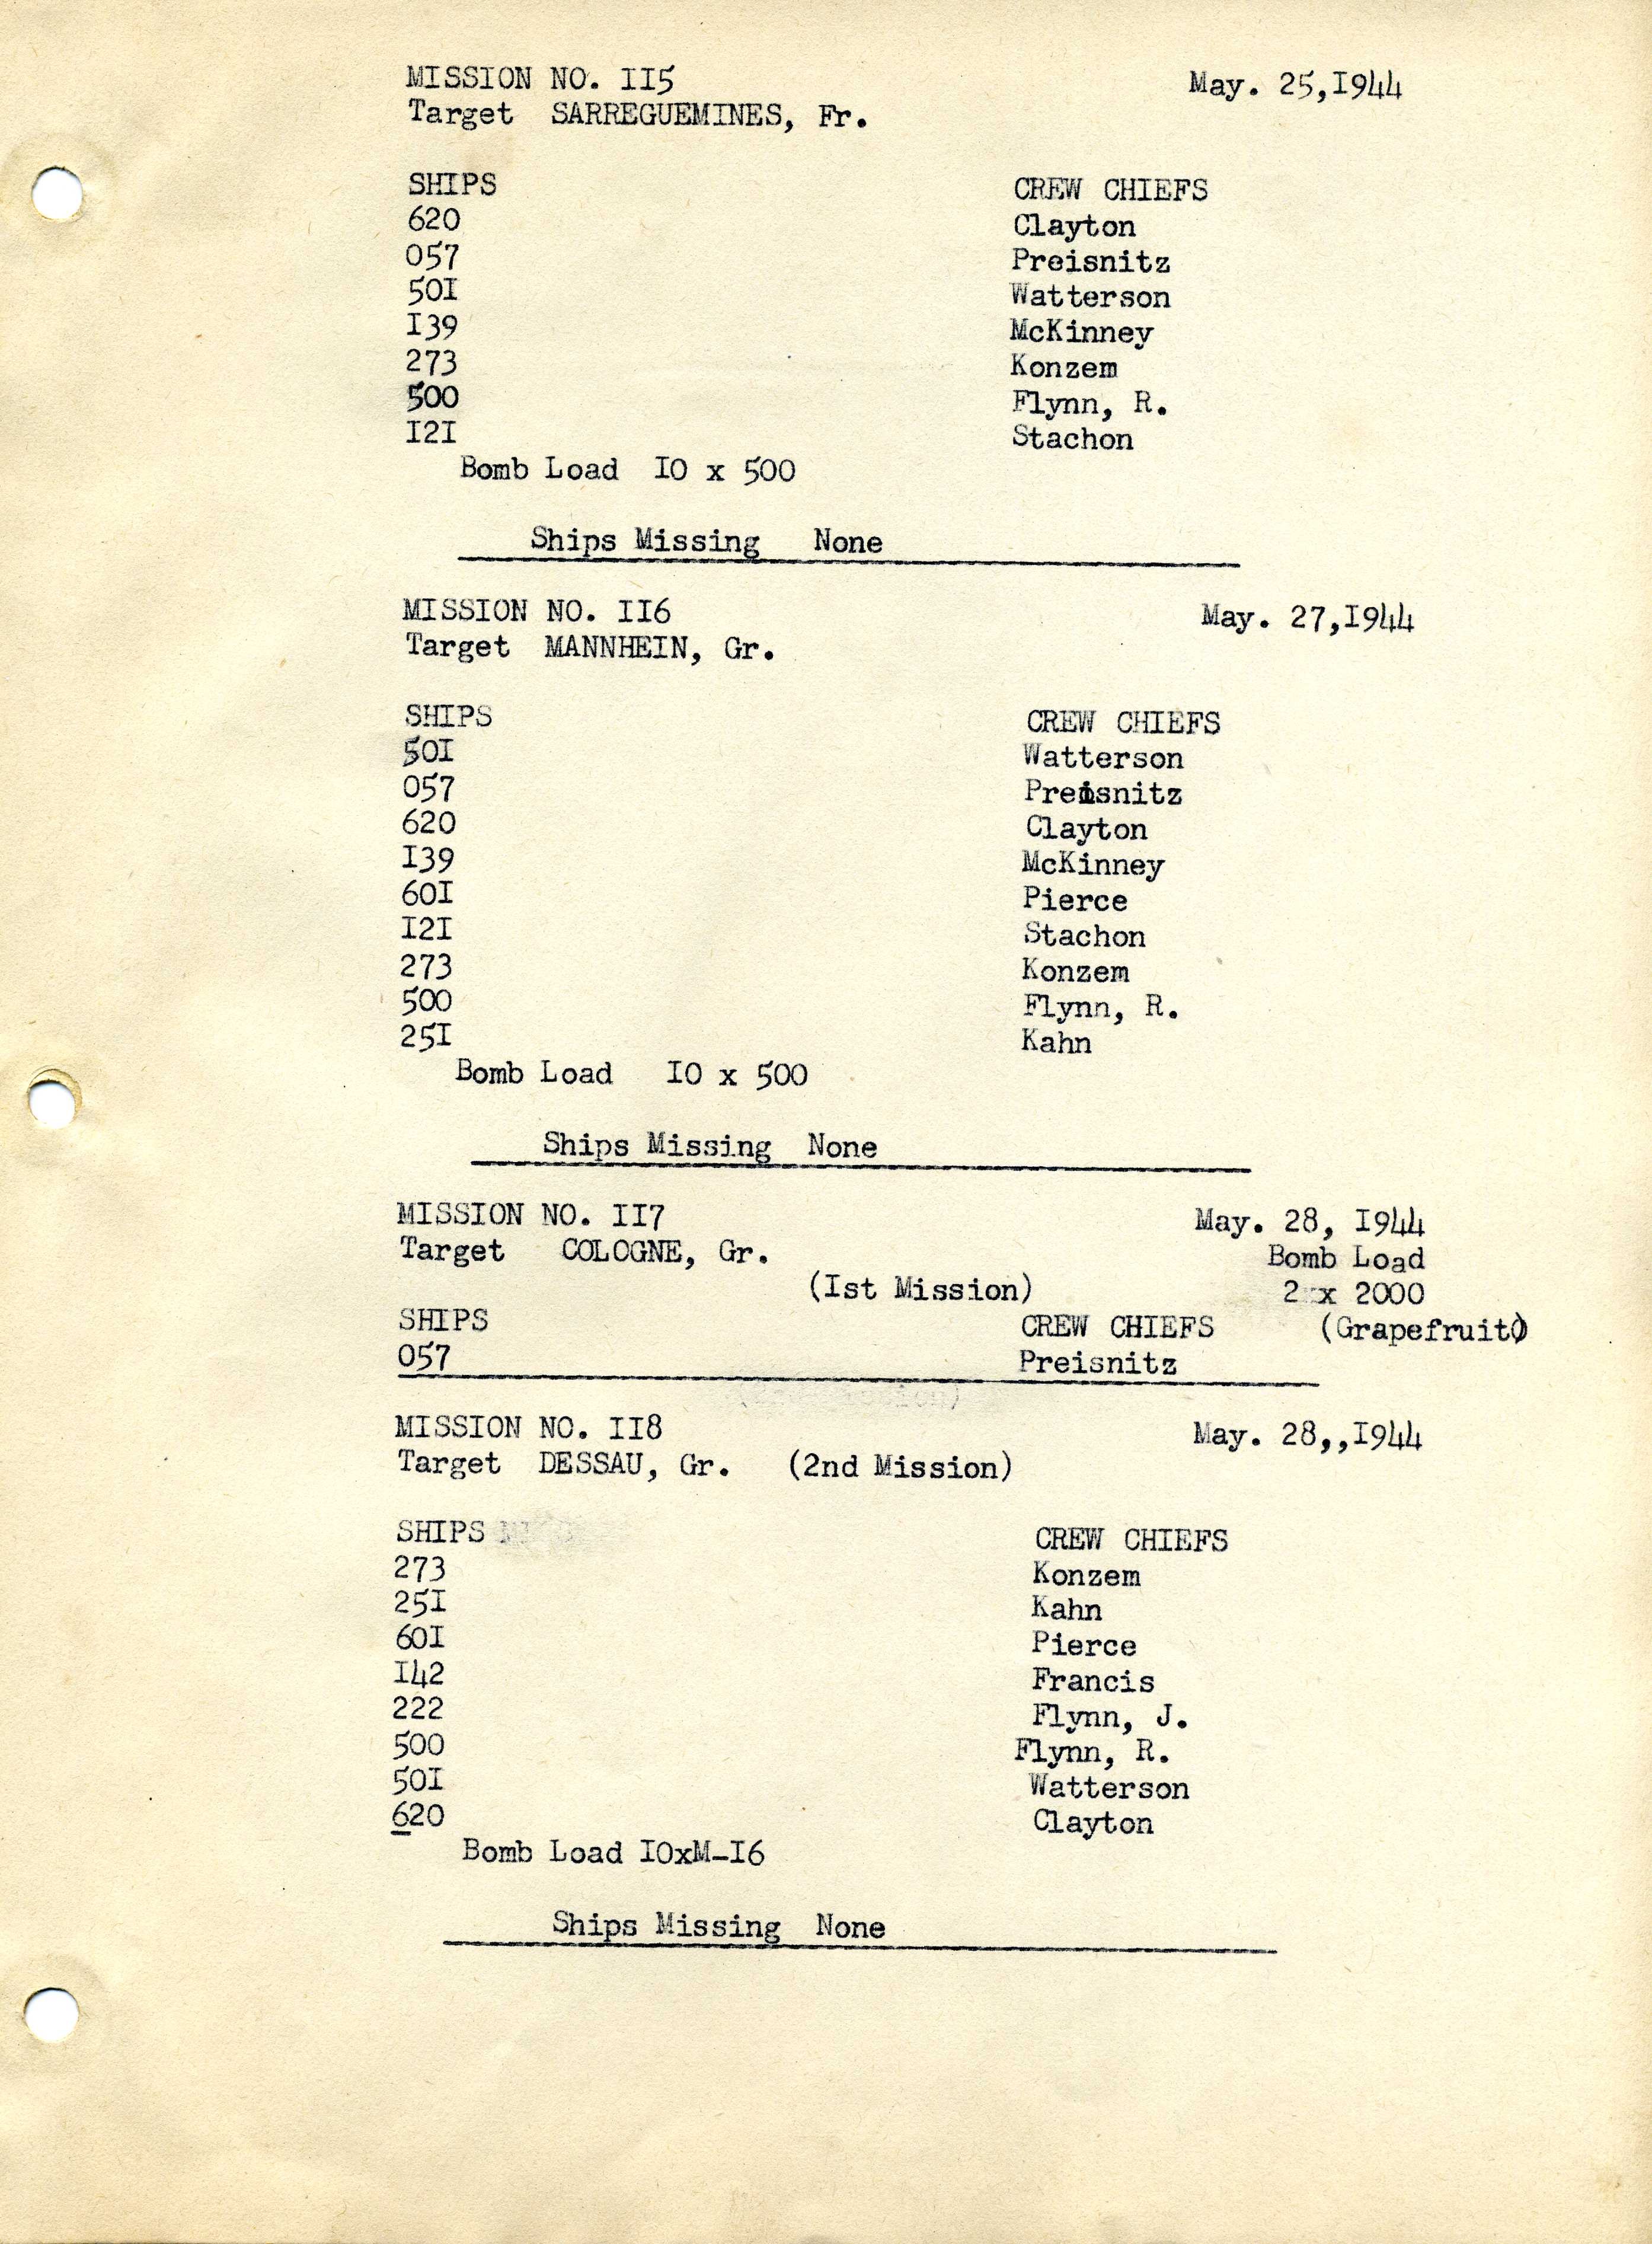 MISSION NO. II5 May. 25,I944
Target SARREGUEMINES, Fr.
SHIPS CREW CHIEFS
620 Clayton
057 Preisnitz
50I Watterson
I39 McKinney
273 Konzem
500 Flynn, R.
I2I Stachon
Bomb Load IO x 500
Ships Missing None
MISSION NO. II6 May. 27,I944
Target MANNHEIN, Gr.
SHIPS CREW CHIEFS
50I Watterson
057 Preisnitz
620 Clayton
I39 McKinney
60I Pierce
I2I Stachon
273 Konzem
500 Flynn, R.
25I Kahn
Bomb Load IO x 500
Ships Missing None
MISSION NO. II7 May. 28, I944
Target COLOGNE, Gr. Bomb Load
(Ist Mission) 2 x 2000
SHIPS CREW CHIEFS (Grapefruit)
057 Preisnitz
MISSION NO. II8 May. 28,,I944
Target DESSAU, Gr. (2nd Mission)
SHIPS CREW CHIEFS
273 Konzem
25I Kahn
60I Pierce
I42 Francis
222 Flynn, J.
500 Flynn, R.
50I Watterson
620 Clayton
Bomb Load IOxM-I6
Ships Missing None